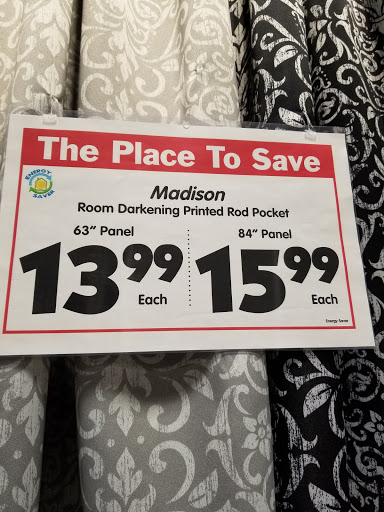 The Place To Save
ENERGY SAVER
Madison
Room Darkening Printed Rod Pocket
63" Panel
13.99 Each
84" Panel
15.99 Each
Energy Saver